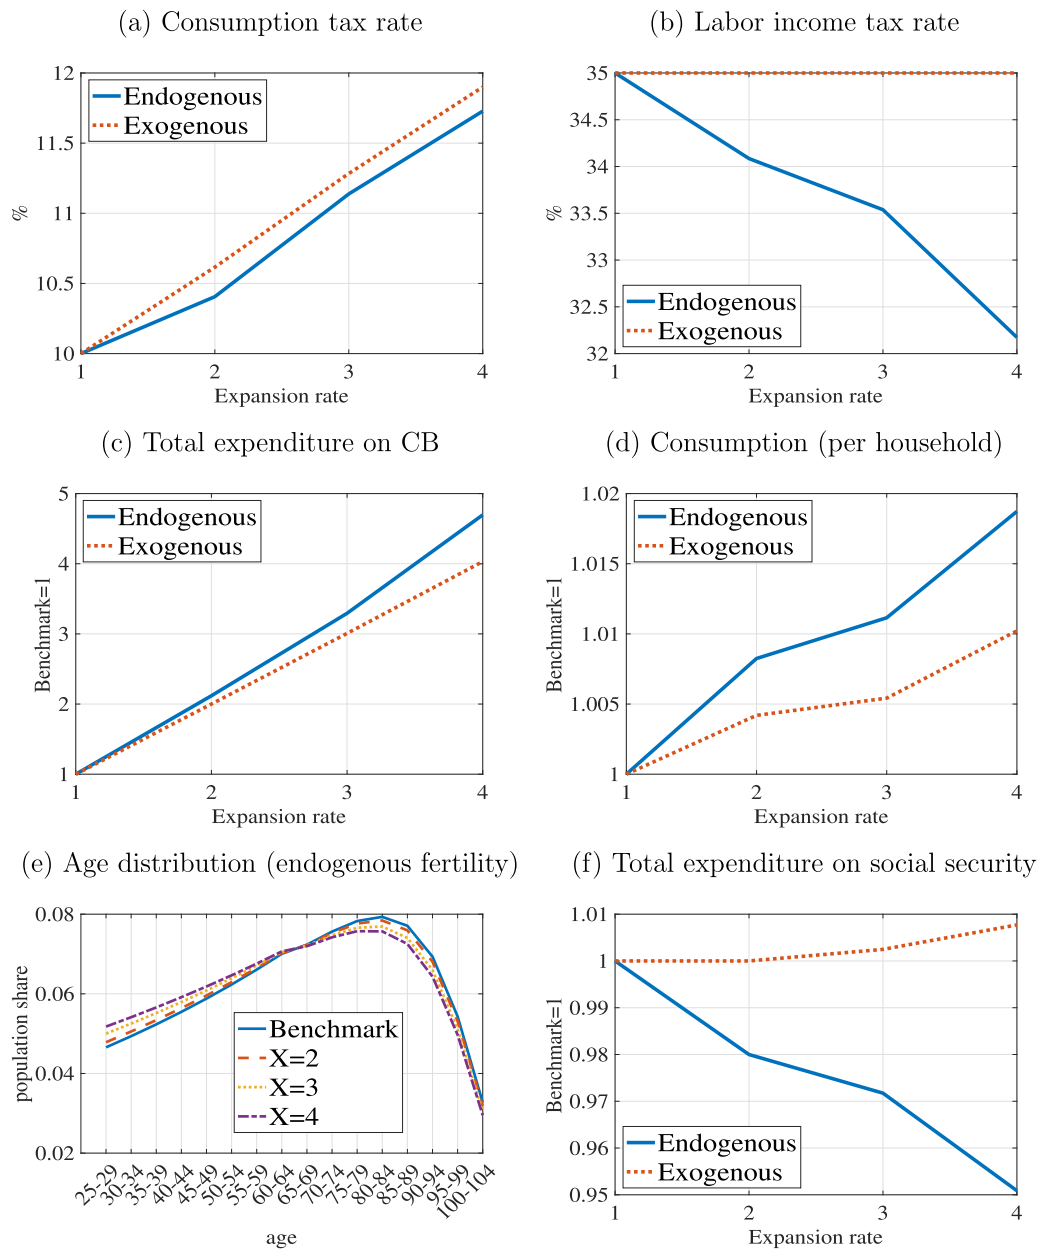 (a) Consumption tax rate
12
11.5
11
10.5
10
%
Endogenous
Exogenous
1 2 3 4
Expansion rate
(b) Labor income tax rate
35
34.5
34
33.5
33
32.5
32
%
Endogenous
Exogenous
1 2 3 4
Expansion rate
(c) Total expenditure on CB
5
4
3
2
1
Benchmark=1
Endogenous
Exogenous
1 2 3 4
Expansion rate
(d) Consumption (per household)
1.02
1.015
1.01
1.005
1
Benchmark=1
Endogenous
Exogenous
1 2 3 4
Expansion rate
(e) Age distribution (endogenous fertility)
0.08
0.06
0.04
0.02
population share
Benchmark
X=2
X=3
X=4
25-29 30-34 35-39 40-44 45-49 50-54 55-59 60-64 65-69 70-74 75-79 80-84 85-89 90-94 95-99 100-104
age
(f) Total expenditure on social security
1.01
1
0.99
0.98
0.97
0.96
0.95
Benchmark=1
Endogenous
Exogenous
1 2 3 4
Expansion rate